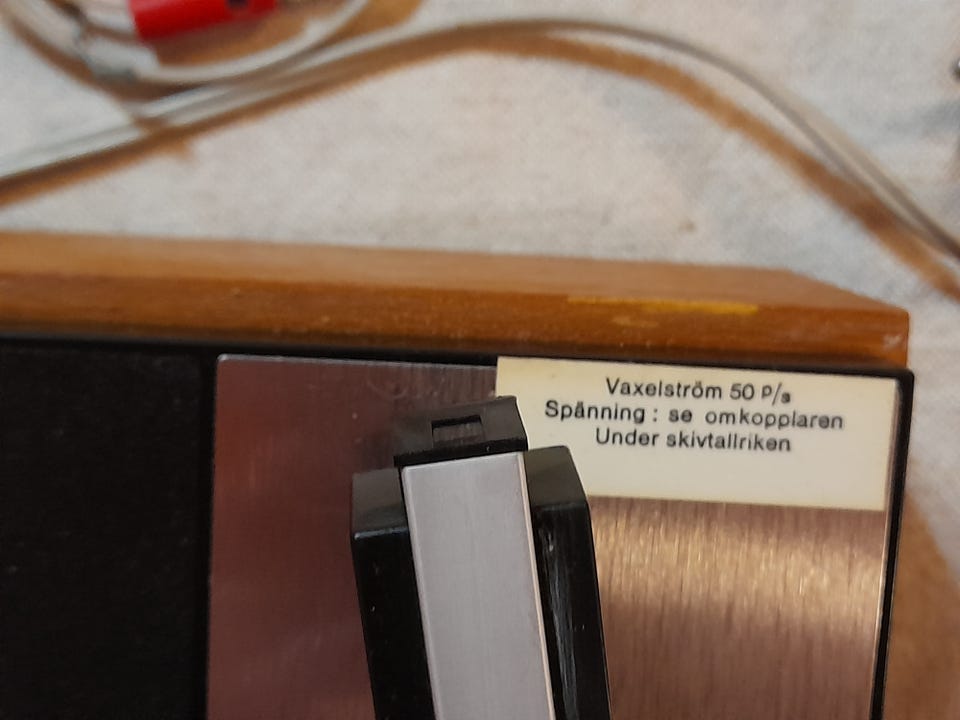 Vaxelström 50 p/s
Spänning : se omkopplaren
Under skivtallriken